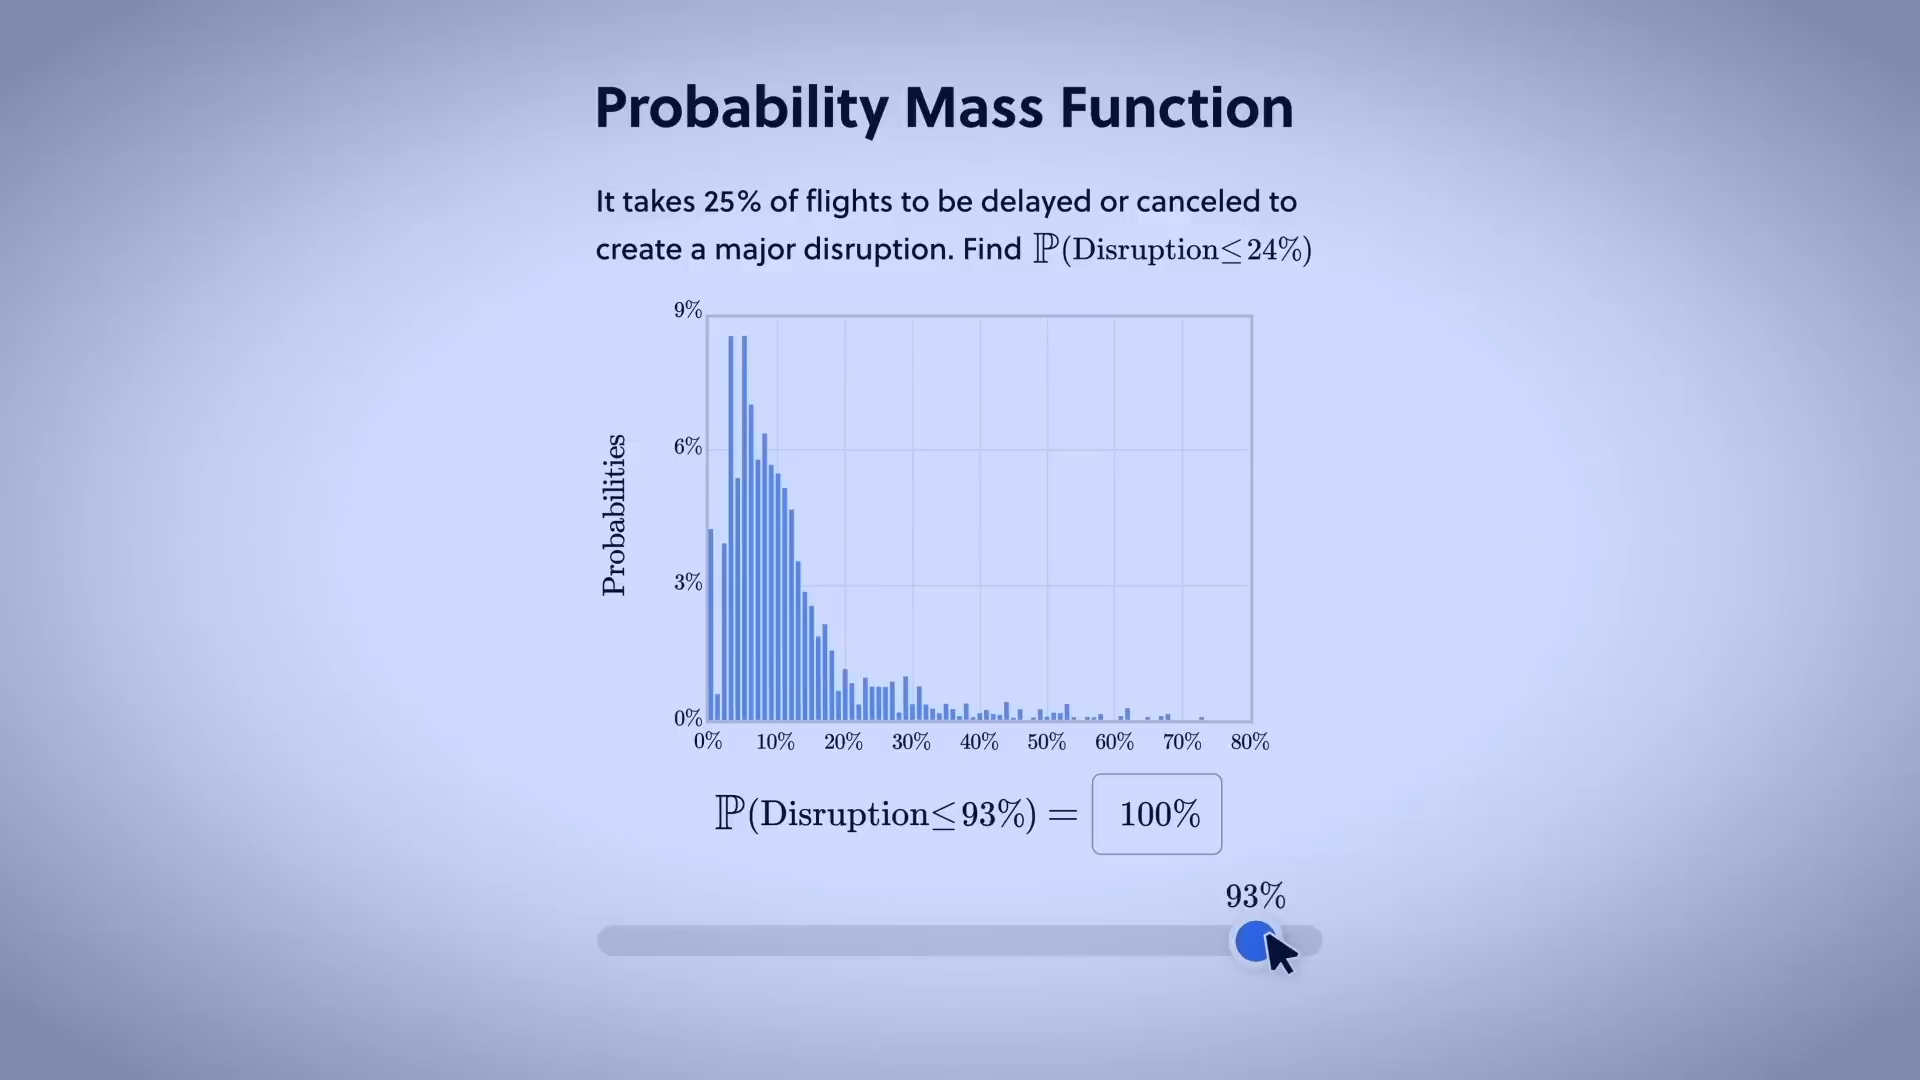 Probability Mass Function
It takes 25% of flights to be delayed or canceled to
create a major disruption. Find ℙ(Disruption≤24%)
9%
6%
3%
0%
Probabilities
0% 10% 20% 30% 40% 50% 60% 70% 80%
ℙ(Disruption≤93%) = 100%
93%